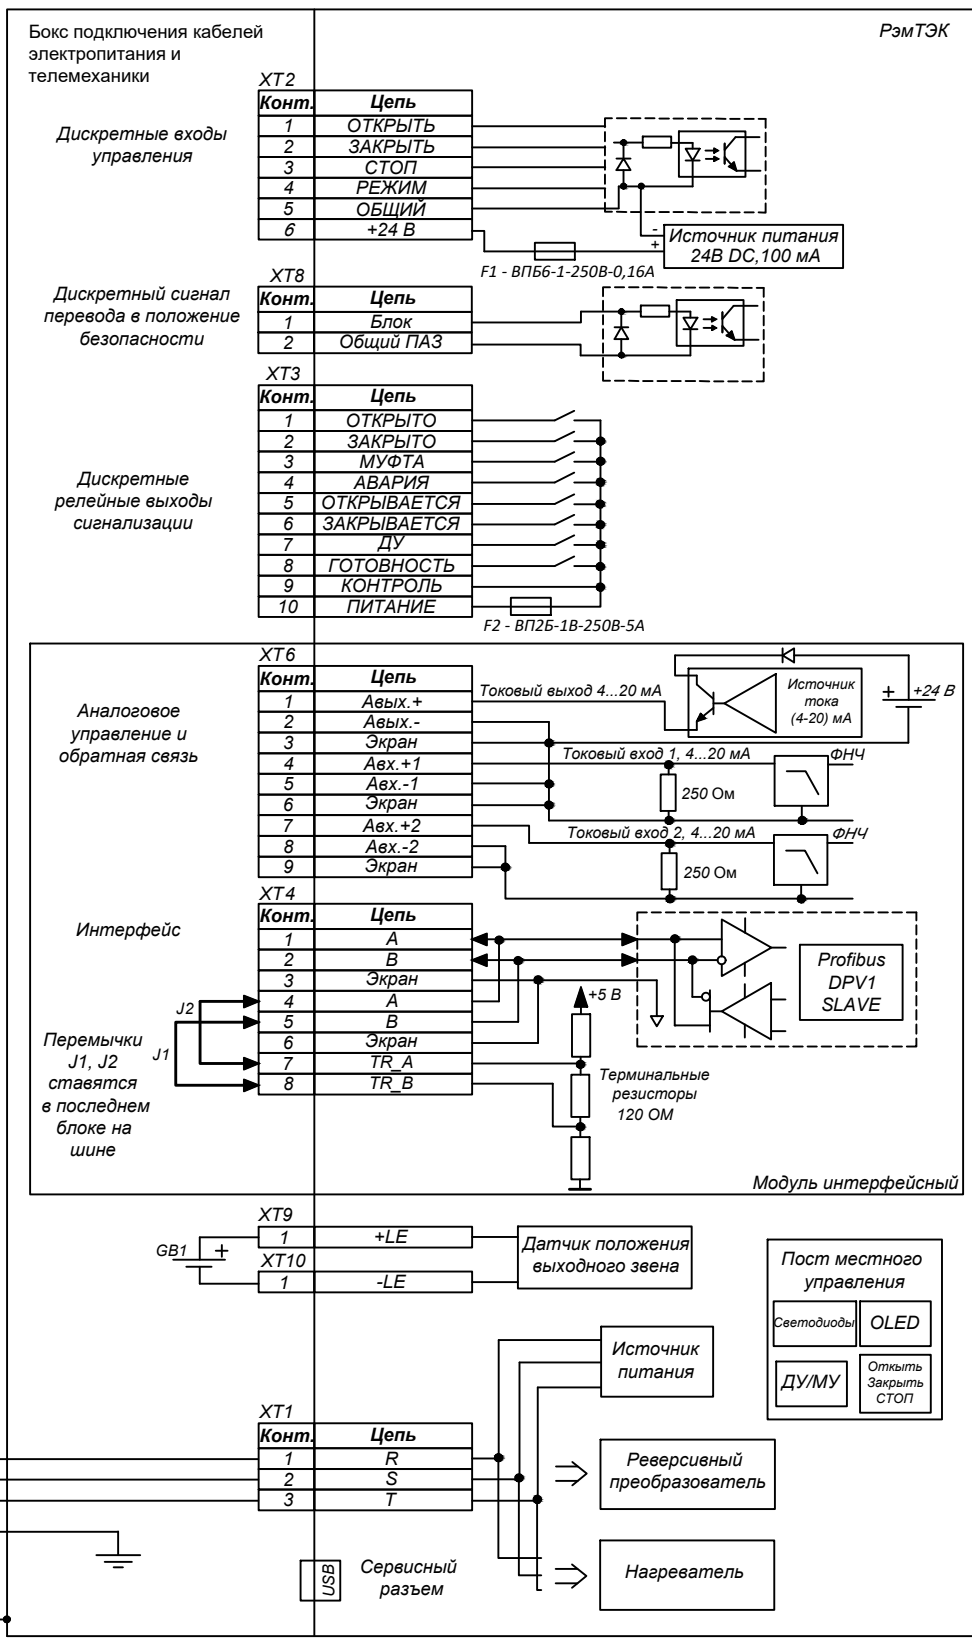 Бокс подключения кабелей
электропитания и
телемеханики
РэмТЭК
XT2
Конт. Цепь
Дискретные входы
управления
1 ОТКРЫТЬ
2 ЗАКРЫТЬ
3 СТОП
4 РЕЖИМ
5 ОБЩИЙ
6 +24 В
-
+
Источник питания
24В DC,100 мА
F1 - ВПБ6-1-250В-0,16А
XT8
Дискретный сигнал
перевода в положение
безопасности
Конт. Цепь
1 Блок
2 Общий ПАЗ
XT3
Конт. Цепь
Дискретные
релейные выходы
сигнализации
1 ОТКРЫТО
2 ЗАКРЫТО
3 МУФТА
4 АВАРИЯ
5 ОТКРЫВАЕТСЯ
6 ЗАКРЫВАЕТСЯ
7 ДУ
8 ГОТОВНОСТЬ
9 КОНТРОЛЬ
10 ПИТАНИЕ
F2 - ВП2Б-1В-250В-5А
XT6
Конт. Цепь
Аналоговое
управление и
обратная связь
1 Авых.+
2 Авых.-
3 Экран
4 Авх.+1
5 Авх.-1
6 Экран
7 Авх.+2
8 Авх.-2
9 Экран
Токовый выход 4...20 мА
Источник
тока
(4-20) мА
+ +24 В
Токовый вход 1, 4...20 мА
ФНЧ
250 Ом
Токовый вход 2, 4...20 мА
ФНЧ
250 Ом
XT4
Конт. Цепь
Интерфейс
1 A
2 B
3 Экран
4 A
5 B
6 Экран
7 TR_A
8 TR_B
J2
J1
Перемычки
J1, J2
ставятся
в последнем
блоке на
шине
+5 В
Терминальные
резисторы
120 ОМ
Profibus
DPV1
SLAVE
Модуль интерфейсный
XT9
1 +LE
XT10
1 -LE
GB1 +
Датчик положения
выходного звена
Пост местного
управления
Светодиоды
OLED
ДУ/МУ
Откыть
Закрыть
СТОП
Источник
питания
XT1
Конт. Цепь
1 R
2 S
3 T
Реверсивный
преобразователь
Нагреватель
USB
Сервисный
разъем